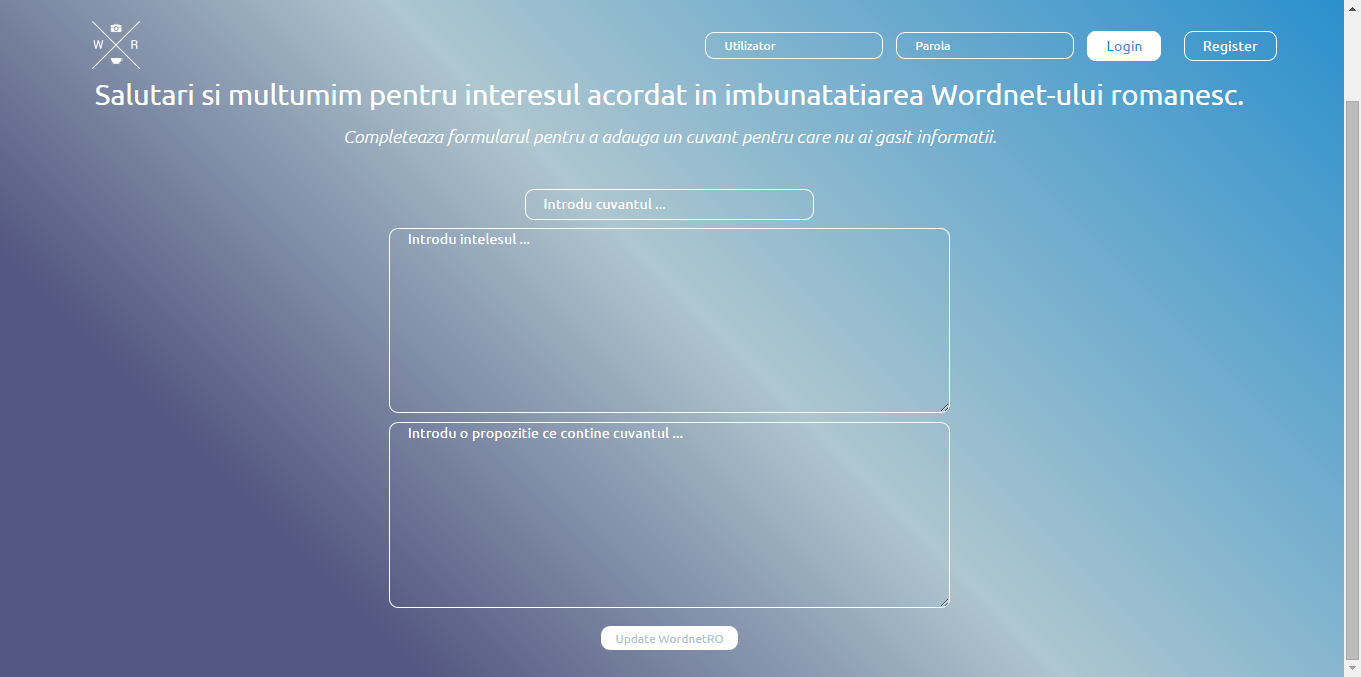 W R
Utilizator
Parola
Login
Register
Salutari si multumim pentru interesul acordat in imbunatatiarea Wordnet-ului romanesc.
Completeaza formularul pentru a adauga un cuvant pentru care nu ai gasit informatii.
Introdu cuvantul ...
Introdu intelesul ...
Introdu o propozitie ce contine cuvantul ...
Update WordnetRO